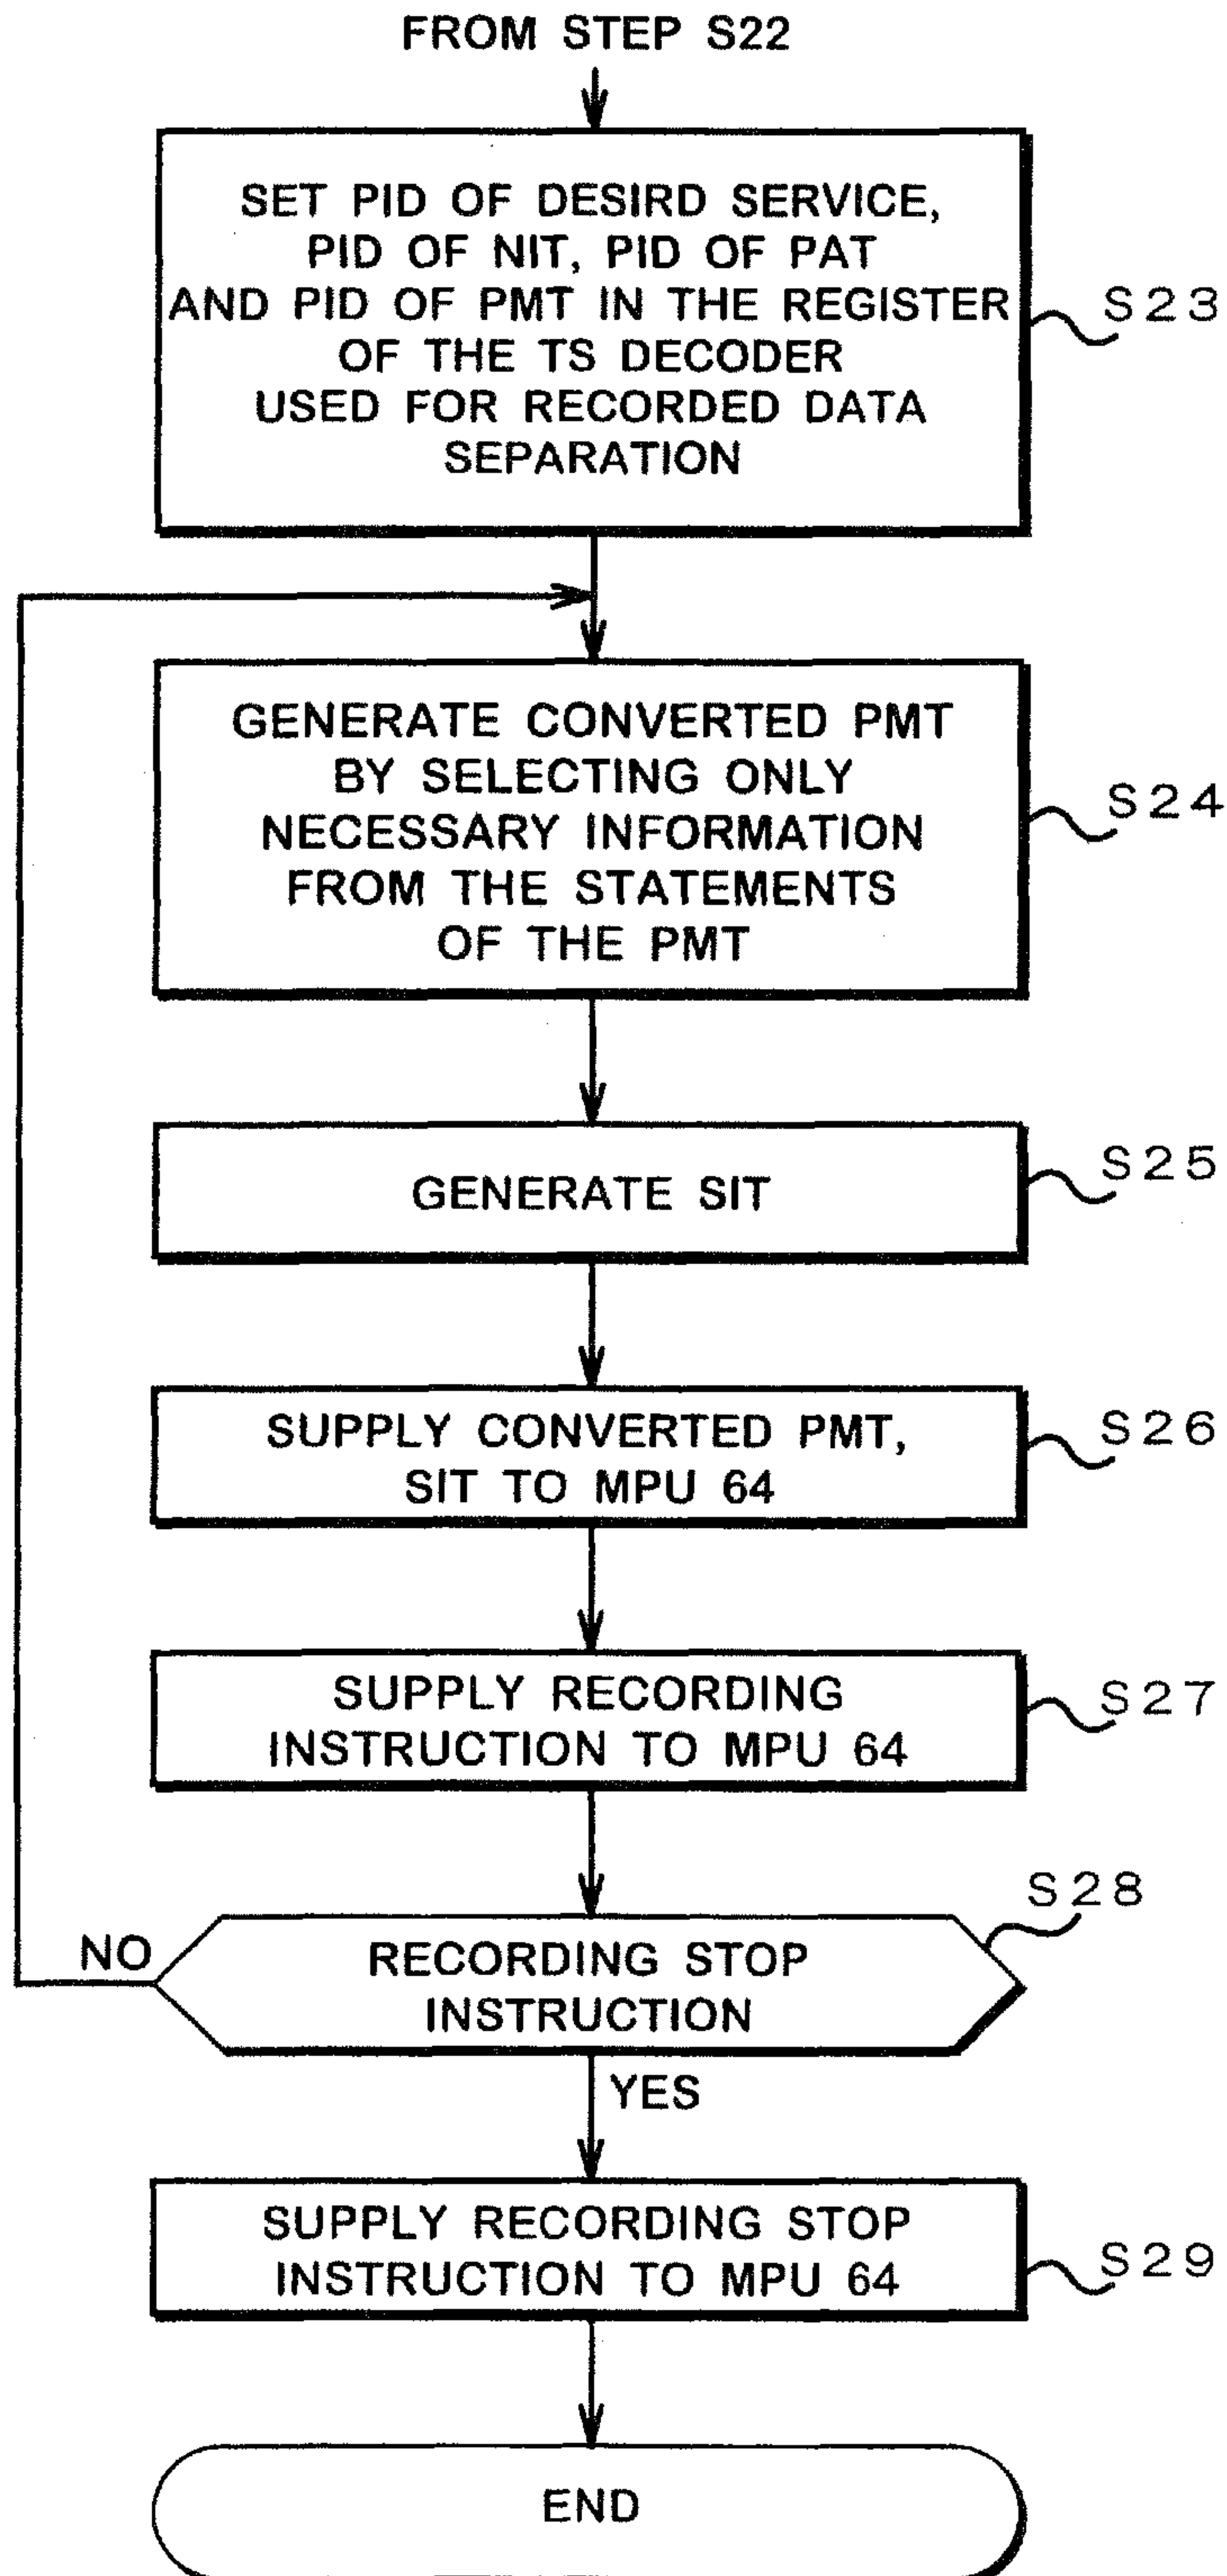 FROM STEP S22
SET PID OF DESIRD SERVICE,
PID OF NIT, PID OF PAT
AND PID OF PMT IN THE REGISTER
OF THE TS DECODER
USED FOR RECORDED DATA
SEPARATION
S23
GENERATE CONVERTED PMT
BY SELECTING ONLY
NECESSARY INFORMATION
FROM THE STATEMENTS
OF THE PMT
S24
GENERATE SIT
S25
SUPPLY CONVERTED PMT,
SIT TO MPU 64
S26
SUPPLY RECORDING
INSTRUCTION TO MPU 64
S27
S28
NO
RECORDING STOP
INSTRUCTION
YES
SUPPLY RECORDING STOP
INSTRUCTION TO MPU 64
S29
END